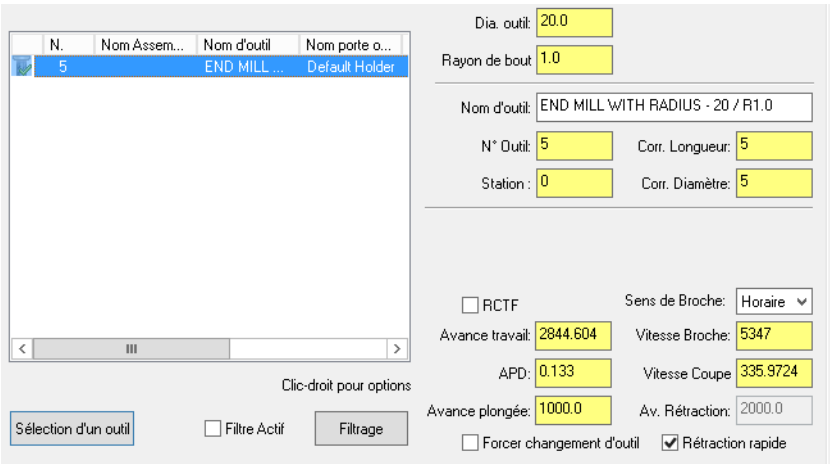 N. Nom Assem... Nom d'outil Nom porte o...
5 END MILL ... Default Holder
Clic-droit pour options
Sélection d'un outil Filtre Actif Filtrage
Dia. outil: 20.0
Rayon de bout 1.0
Nom d'outil: END MILL WITH RADIUS - 20 / R1.0
N° Outil: 5 Corr. Longueur: 5
Station : 0 Corr. Diamètre: 5
RCTF Sens de Broche: Horaire
Avance travail: 2844.604 Vitesse Broche: 5347
APD: 0.133 Vitesse Coupe 335.9724
Avance plongée: 1000.0 Av. Rétraction: 2000.0
Forcer changement d'outil Rétraction rapide